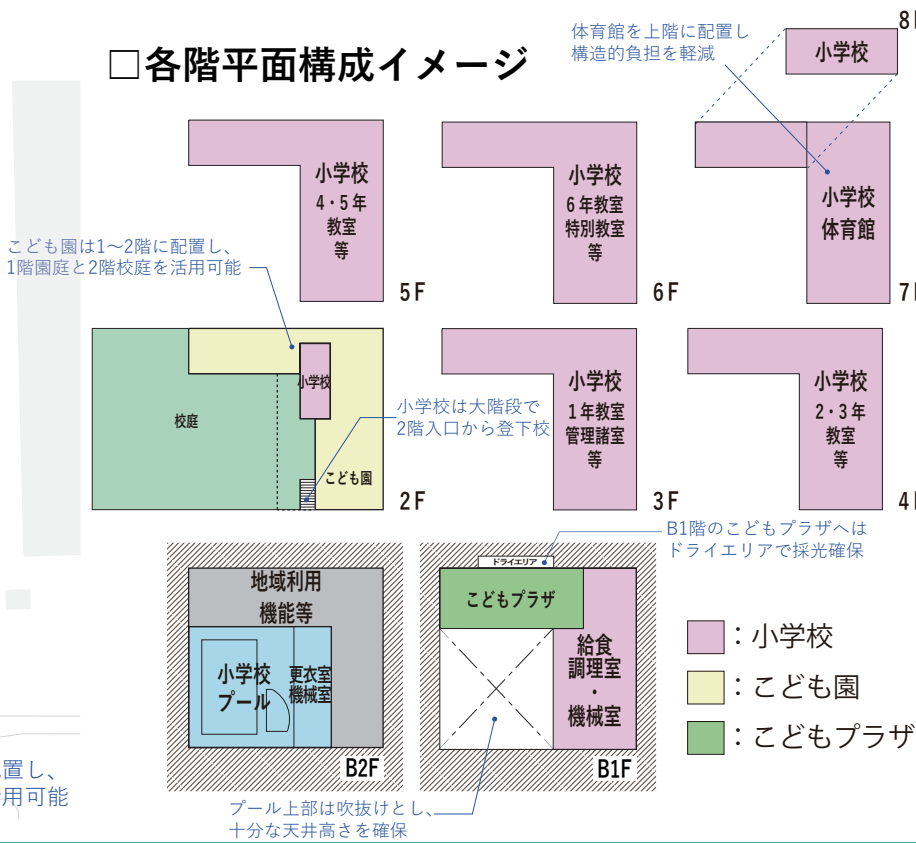 □各階平面構成イメージ
体育館を上階に配置し
構造的負担を軽減
8F
小学校
小学校
4・5年
教室
等
5F
小学校
6年教室
特別教室
等
6F
小学校
体育館
7F
こども園は1～2階に配置し、
1階園庭と2階校庭を活用可能
校庭
小学校
こども園
2F
小学校は大階段で
2階入口から登下校
小学校
1年教室
管理諸室
等
3F
小学校
2・3年
教室
等
4F
地域利用
機能等
小学校
プール
更衣室
機械室
B2F
B1階のこどもプラザへは
ドライエリアで採光確保
ドライエリア
こどもプラザ
給食
調理室
・
機械室
B1F
プール上部は吹抜けとし、
十分な天井高さを確保
：小学校
：こども園
：こどもプラザ
置し、
用可能